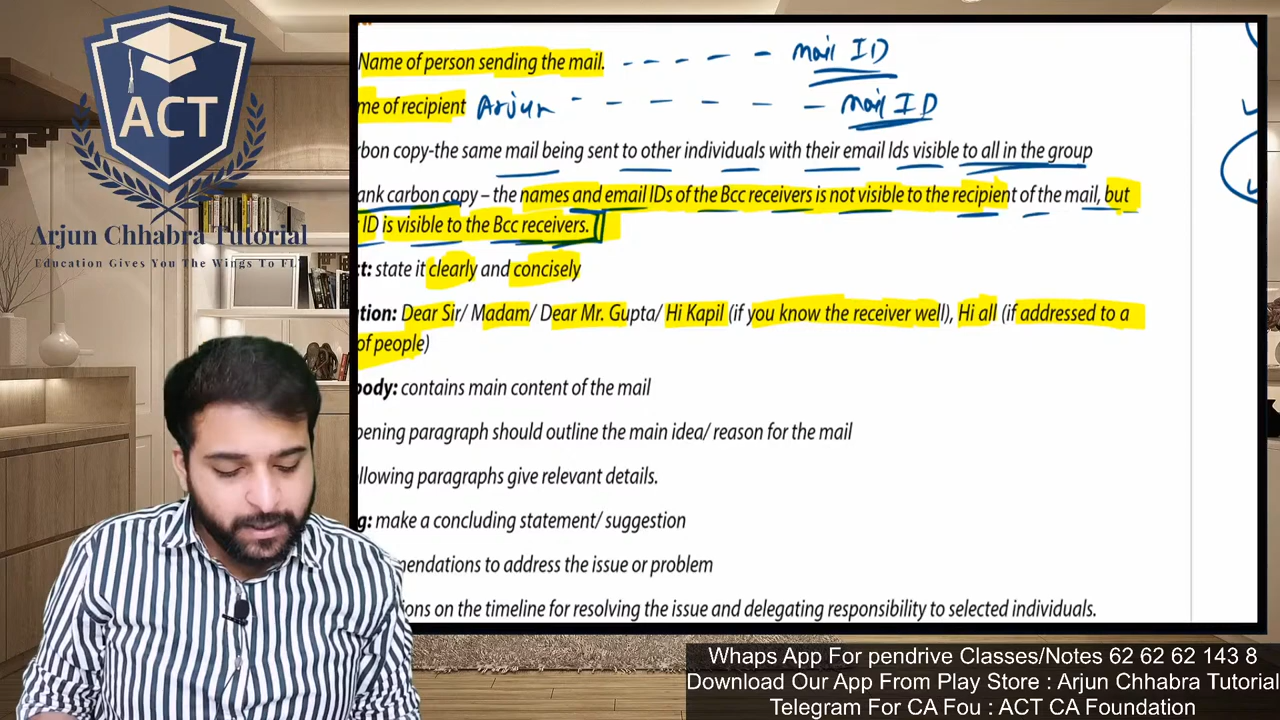 Name of person sending the mail. mail ID
me of recipient Arjun mail ID
rbon copy-the same mail being sent to other individuals with their email Ids visible to all in the group
ank carbon copy – the names and email IDs of the Bcc receivers is not visible to the recipient of the mail, but
ID is visible to the Bcc receivers.
ct: state it clearly and concisely
ation: Dear Sir/ Madam/ Dear Mr. Gupta/ Hi Kapil (if you know the receiver well), Hi all (if addressed to a
of people)
body: contains main content of the mail
pening paragraph should outline the main idea/ reason for the mail
ollowing paragraphs give relevant details.
g: make a concluding statement/ suggestion
mendations to address the issue or problem
ions on the timeline for resolving the issue and delegating responsibility to selected individuals.
ACT
Arjun Chhabra Tutorial
Education Gives You The Wings To
Whaps App For pendrive Classes/Notes 62 62 62 143 8
Download Our App From Play Store : Arjun Chhabra Tutorial
Telegram For CA Fou : ACT CA Foundation